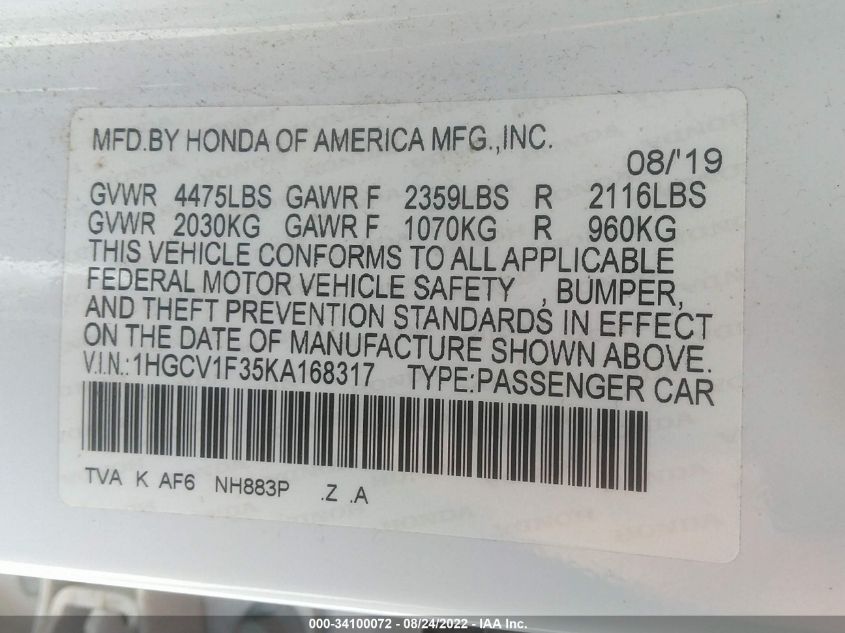 MFD.BY HONDA OF AMERICA MFG.,INC.
08/'19
GVWR 4475LBS GAWR F 2359LBS R 2116LBS
GVWR 2030KG GAWR F 1070KG R 960KG
THIS VEHICLE CONFORMS TO ALL APPLICABLE
FEDERAL MOTOR VEHICLE SAFETY , BUMPER,
AND THEFT PREVENTION STANDARDS IN EFFECT
ON THE DATE OF MANUFACTURE SHOWN ABOVE.
V.I.N.:1HGCV1F35KA168317 TYPE:PASSENGER CAR
TVA K AF6 NH883P .Z .A
000-34100072 - 08/24/2022 - IAA Inc.